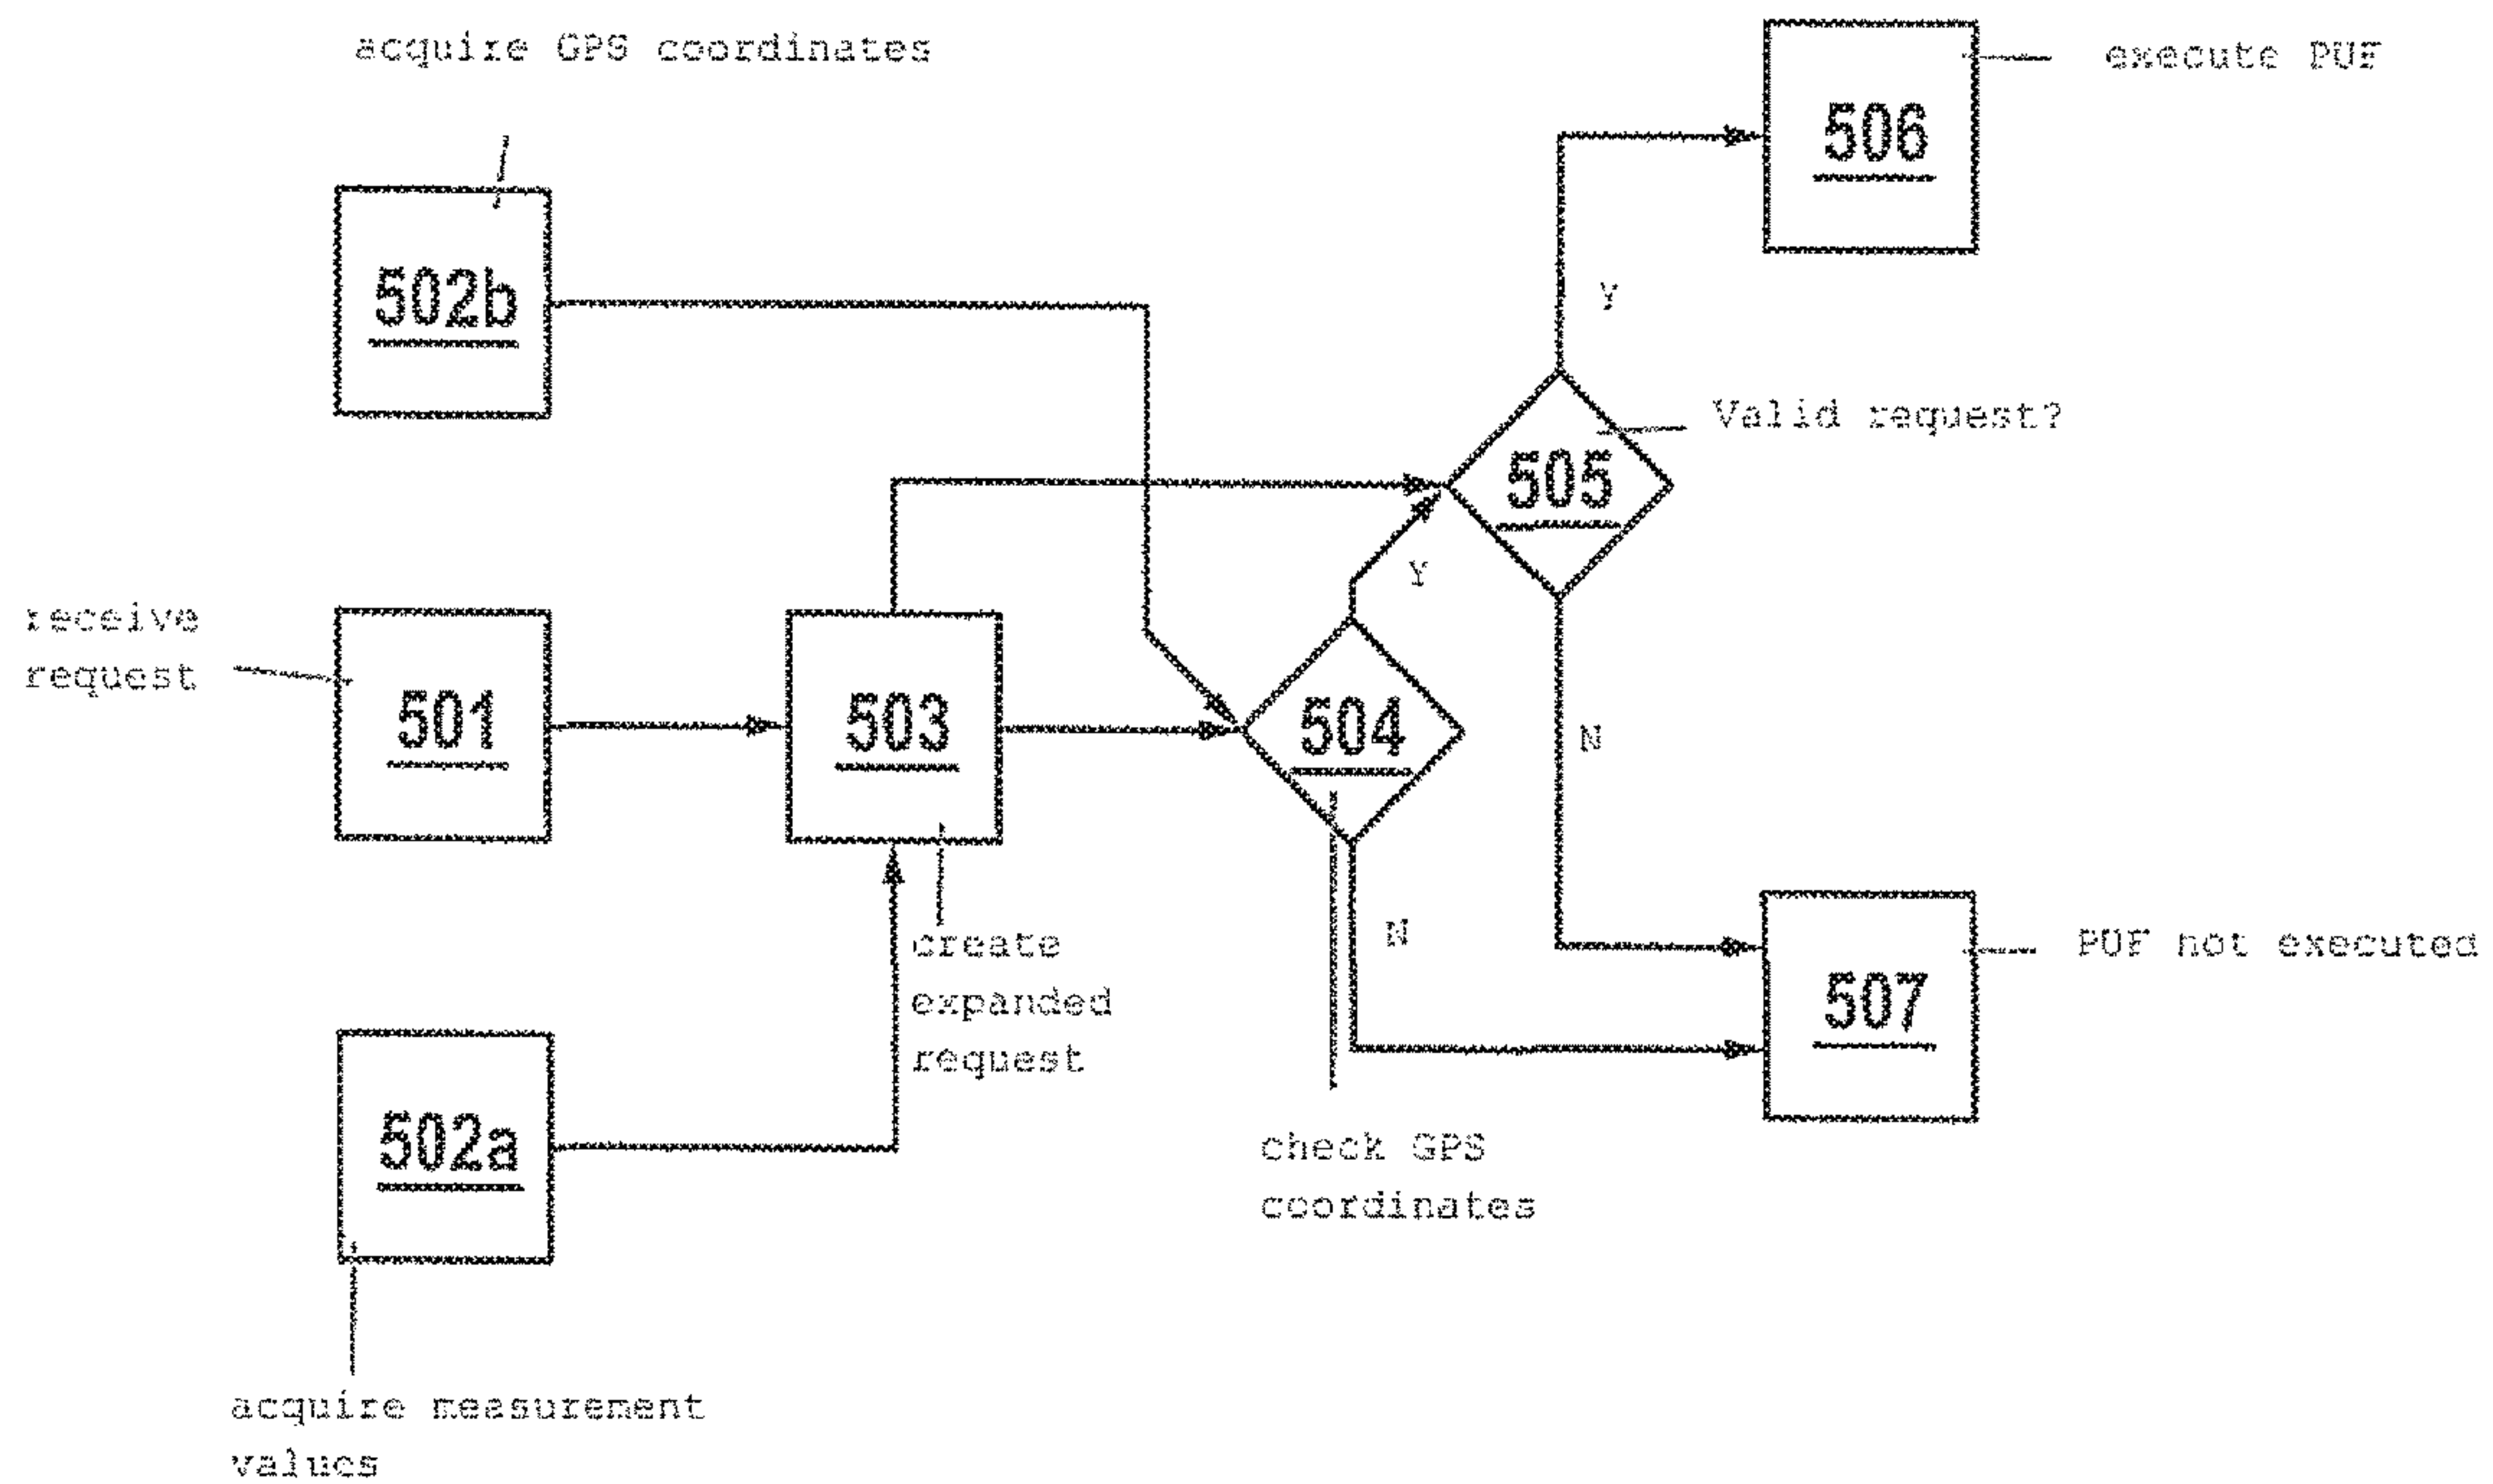 acquire GPS coordinates
execute PUF
506
502b
Y
Valid request?
505
receive
request
Y
501
503
504
N
N
create
expanded
request
PUF not executed
507
502a
check GPS
coordinates
acquire measurement
values